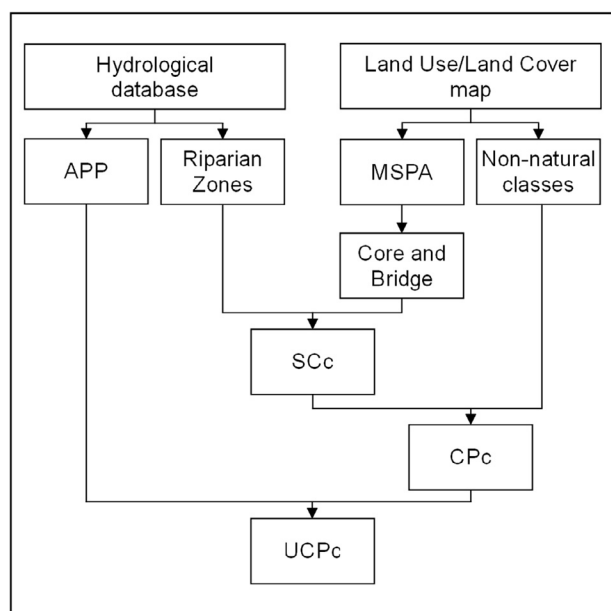 Hydrological
database
Land Use/Land Cover
map
APP
Riparian
Zones
MSPA
Non-natural
classes
Core and
Bridge
SCc
CPc
UCPc